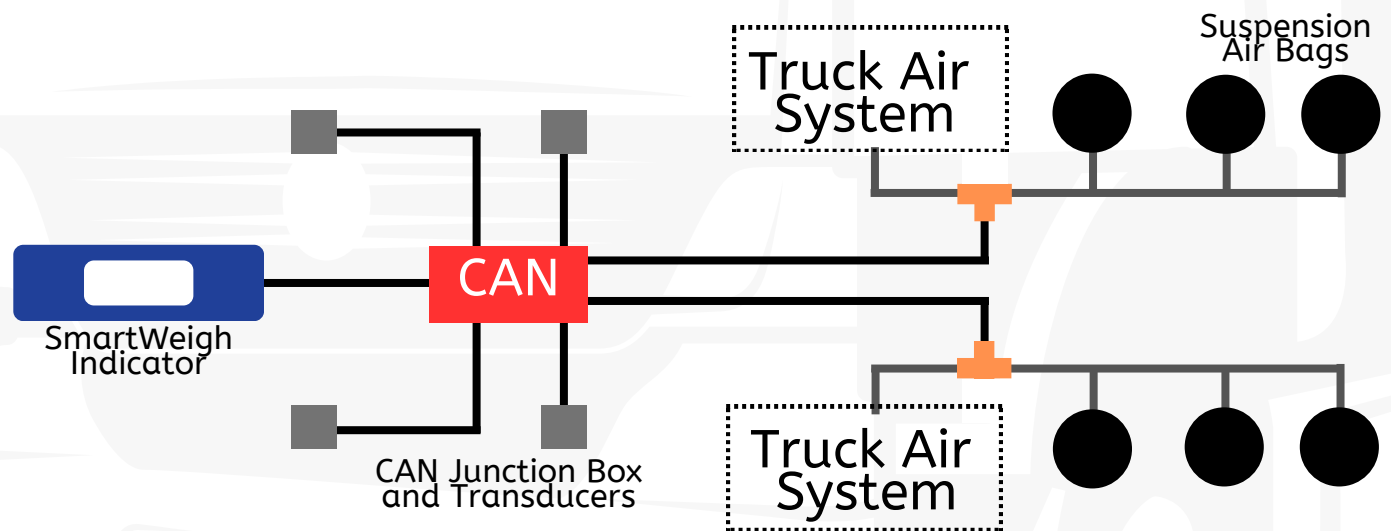 Suspension
Air Bags
Truck Air
System
CAN
SmartWeigh
Indicator
CAN Junction Box
and Transducers
Truck Air
System